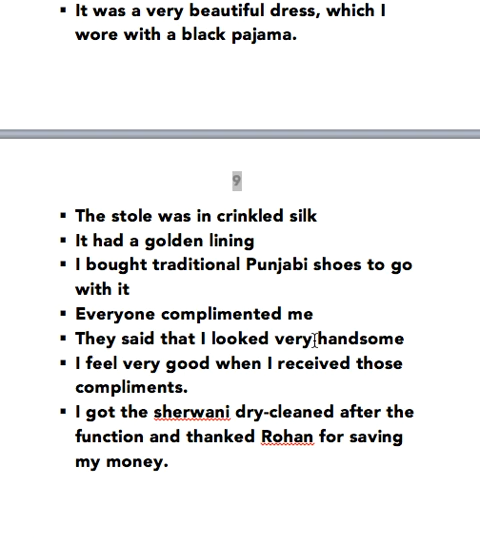 ▪ It was a very beautiful dress, which I
wore with a black pajama.
9
▪ The stole was in crinkled silk
▪ It had a golden lining
▪ I bought traditional Punjabi shoes to go
with it
▪ Everyone complimented me
▪ They said that I looked very handsome
▪ I feel very good when I received those
compliments.
▪ I got the sherwani dry-cleaned after the
function and thanked Rohan for saving
my money.